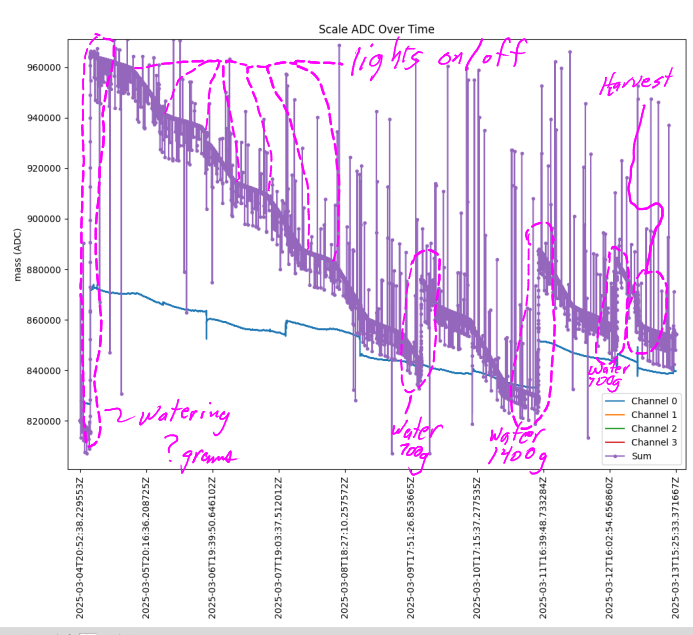 Scale ADC Over Time
lights on/off
Harvest
960000
940000
920000
900000
880000
860000
840000
820000
mass (ADC)
Watering
? grams
Water
700g
Water
1400g
Water
700g
Channel 0
Channel 1
Channel 2
Channel 3
Sum
2025-03-04T20:52:38.229553Z
2025-03-05T20:16:36.208725Z
2025-03-06T19:39:50.646102Z
2025-03-07T19:03:37.512012Z
2025-03-08T18:27:10.257572Z
2025-03-09T17:51:26.853665Z
2025-03-10T17:15:37.277535Z
2025-03-11T16:39:48.733284Z
2025-03-12T16:02:54.656860Z
2025-03-13T15:25:33.371667Z